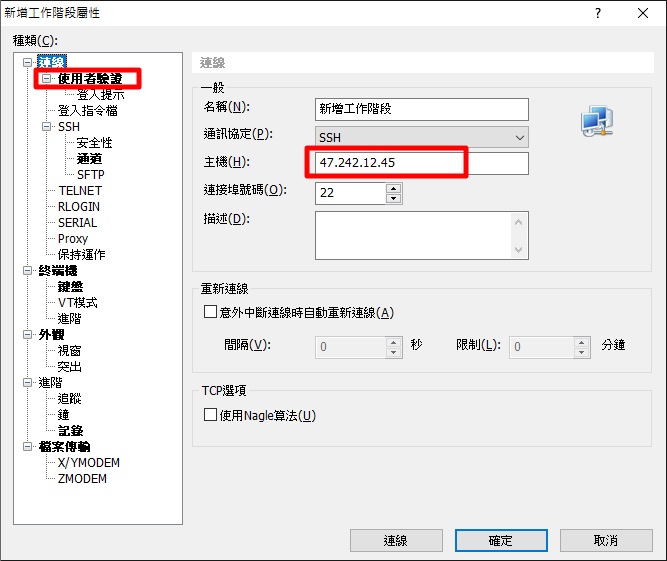 新增工作階段屬性
種類(C):
連線
使用者驗證
登入提示
登入指令檔
SSH
安全性
通道
SFTP
TELNET
RLOGIN
SERIAL
Proxy
保持運作
終端機
鍵盤
VT模式
進階
外觀
視窗
突出
進階
追蹤
鐘
記錄
檔案傳輸
X/YMODEM
ZMODEM
連線
一般
名稱(N): 新增工作階段
通訊協定(P): SSH
主機(H): 47.242.12.45
連接埠號碼(O): 22
描述(D):
重新連線
意外中斷連線時自動重新連線(A)
間隔(V): 0 秒 限制(L): 0 分鐘
TCP選項
使用Nagle算法(U)
連線 確定 取消